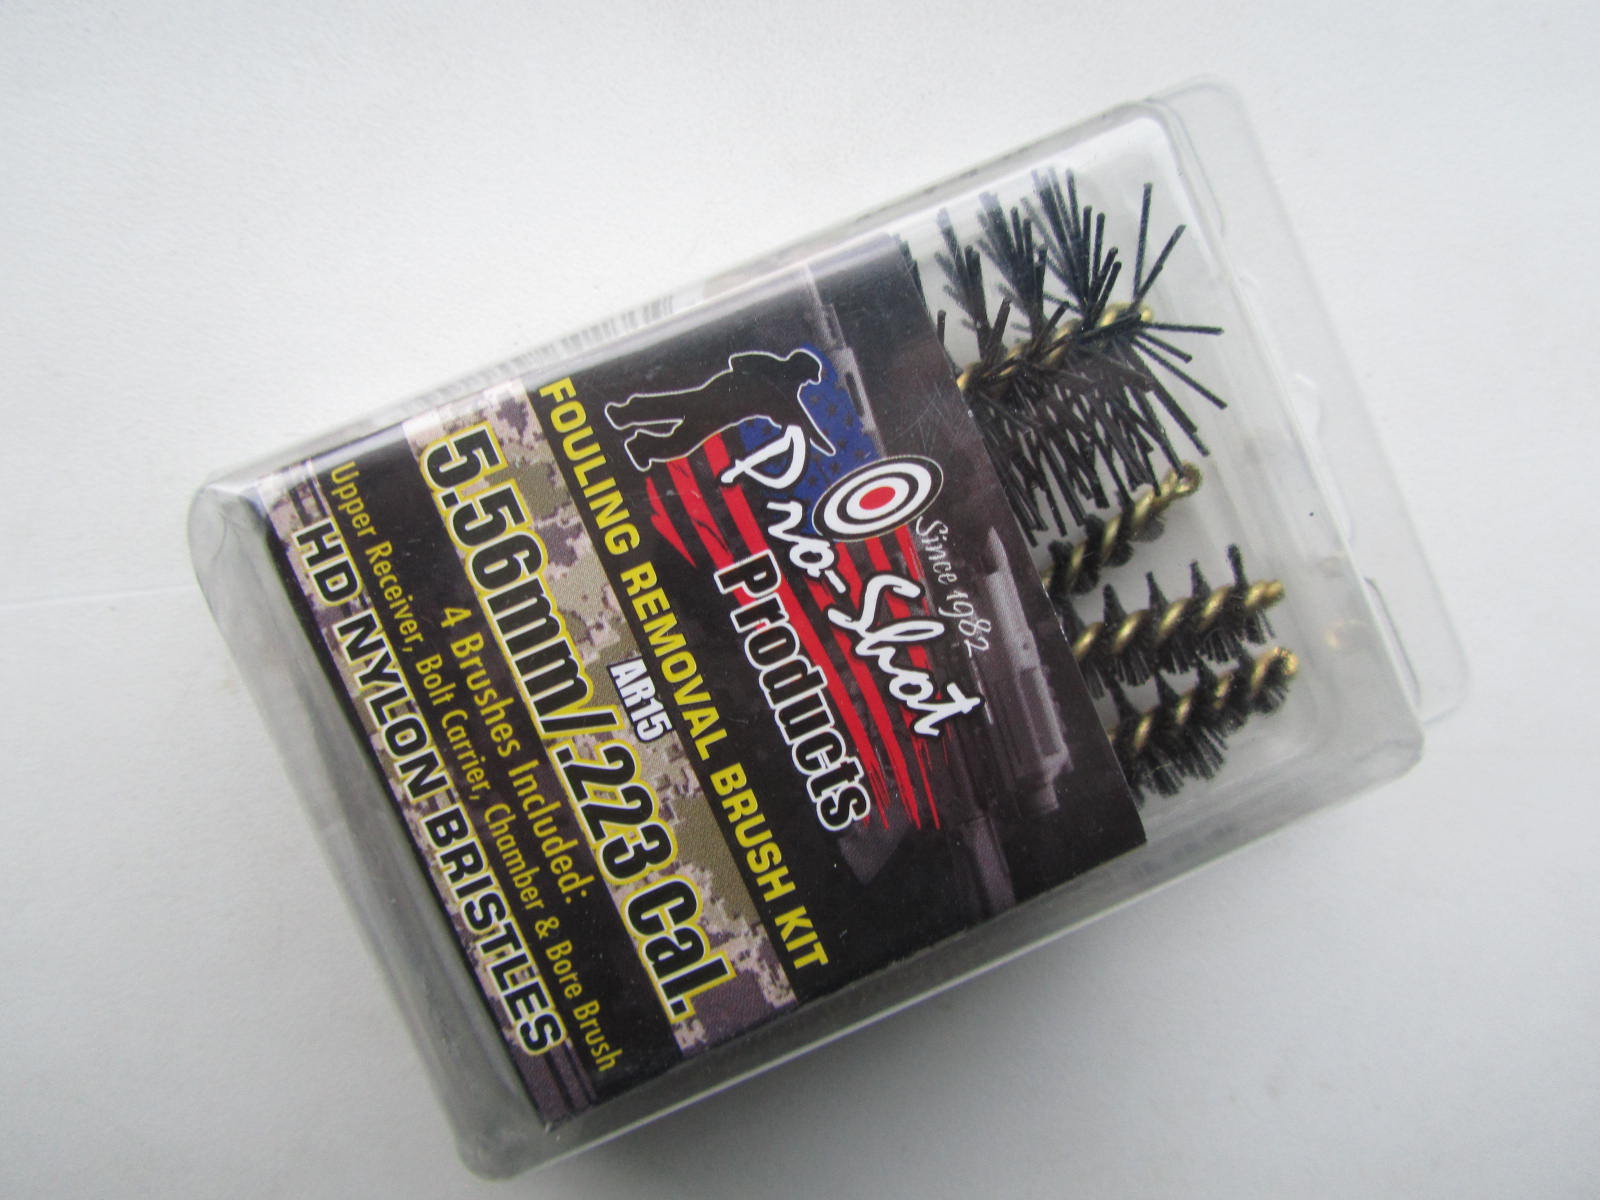 Since 1982
Pro-Shot
Products
FOULING REMOVAL BRUSH KIT
AR15
5.56mm/.223 Cal.
4 Brushes Included:
Upper Receiver, Bolt Carrier, Chamber & Bore Brush
HD NYLON BRISTLES